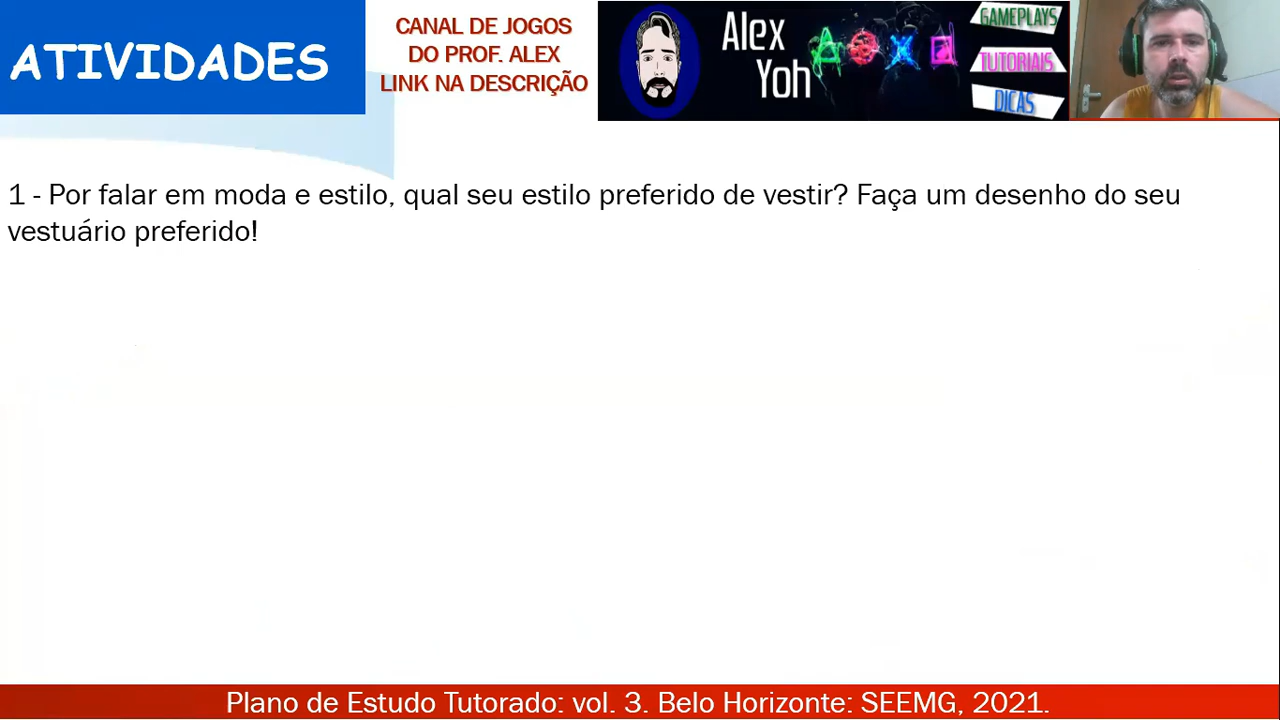 ATIVIDADES
CANAL DE JOGOS
DO PROF. ALEX
LINK NA DESCRIÇÃO
Alex
Yoh
GAMEPLAYS
TUTORIAIS
DICAS
1 - Por falar em moda e estilo, qual seu estilo preferido de vestir? Faça um desenho do seu
vestuário preferido!
Plano de Estudo Tutorado: vol. 3. Belo Horizonte: SEEMG, 2021.